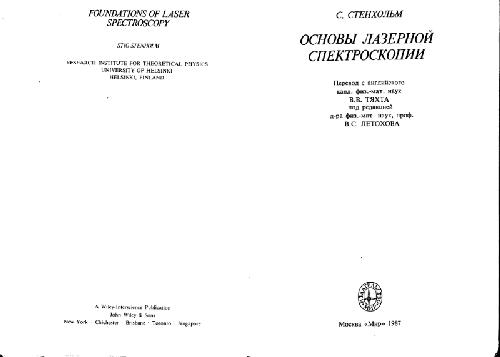 FOUNDATIONS OF LASER
SPECTROSCOPY
STIG STENHOLM
RESEARCH INSTITUTE FOR THEORETICAL PHYSICS
UNIVERSITY OF HELSINKI
HELSINKI, FINLAND
A Wiley-Interscience Publication
John Wiley & Sons
New York Chichester Brisbane Toronto Singapore
С. СТЕНХОЛЬМ
ОСНОВЫ ЛАЗЕРНОЙ
СПЕКТРОСКОПИИ
Перевод с английского
канд. физ.-мат. наук
В.В. ТЯХТА
под редакцией
д-ра физ.-мат. наук, проф.
В.С. ЛЕТОХОВА
Москва «Мир» 1987